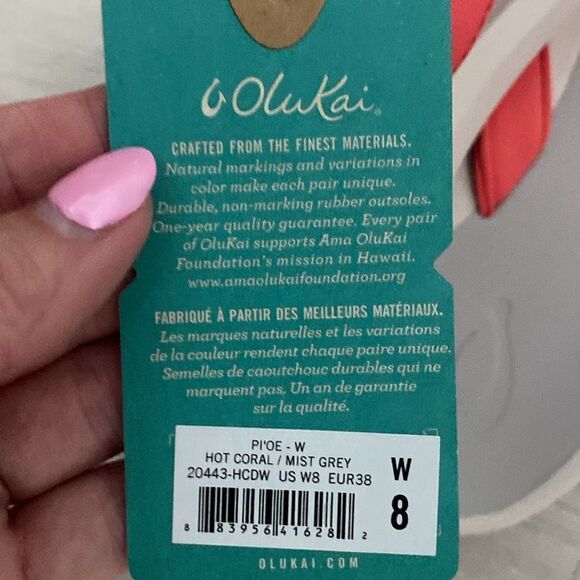 OluKai®
CRAFTED FROM THE FINEST MATERIALS.
Natural markings and variations in
color make each pair unique.
Durable, non-marking rubber outsoles.
One-year quality guarantee. Every pair
of OluKai supports Ama OluKai
Foundation's mission in Hawaii.
www.amaolukaifoundation.org
FABRIQUÉ À PARTIR DES MEILLEURS MATÉRIAUX.
Les marques naturelles et les variations
de la couleur rendent chaque paire unique.
Semelles de caoutchouc durables qui ne
marquent pas. Un an de garantie
sur la qualité.
PI'OE - W
HOT CORAL / MIST GREY
20443-HCDW US W8 EUR38
W
8
8 83956 41628 2
OLUKAI.COM